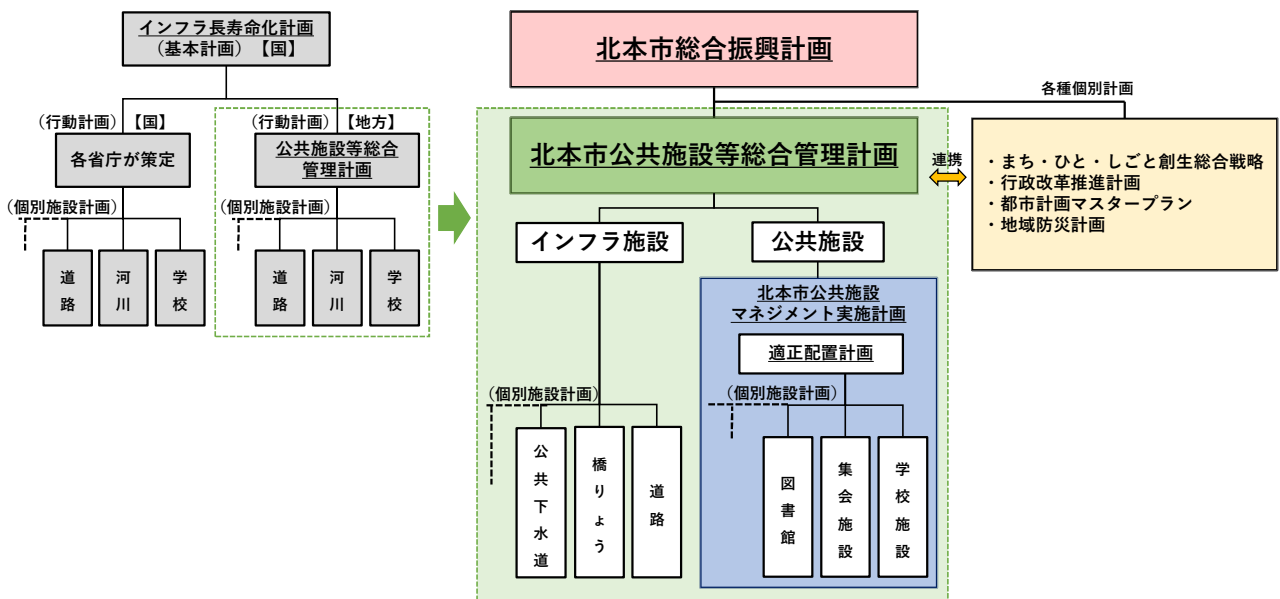 インフラ長寿命化計画
（基本計画）【国】
（行動計画）【国】
各省庁が策定
（個別施設計画）
道路
河川
学校
（行動計画）【地方】
公共施設等総合
管理計画
（個別施設計画）
道路
河川
学校
北本市総合振興計画
各種個別計画
北本市公共施設等総合管理計画
連携
・まち・ひと・しごと創生総合戦略
・行政改革推進計画
・都市計画マスタープラン
・地域防災計画
インフラ施設
（個別施設計画）
公共下水道
橋りょう
道路
公共施設
北本市公共施設
マネジメント実施計画
適正配置計画
（個別施設計画）
図書館
集会施設
学校施設